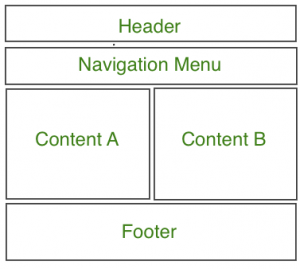 Header
Navigation Menu
Content A
Content B
Footer